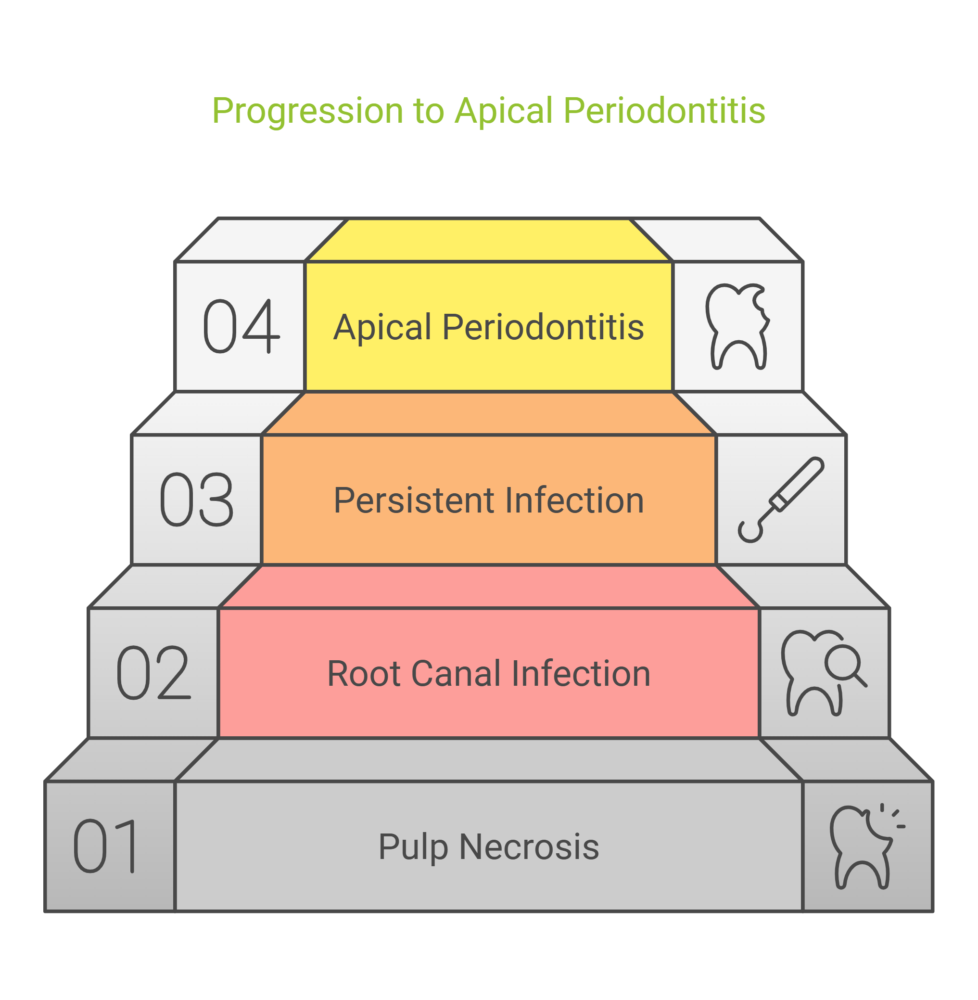 Progression to Apical Periodontitis
04
Apical Periodontitis
03
Persistent Infection
02
Root Canal Infection
01
Pulp Necrosis